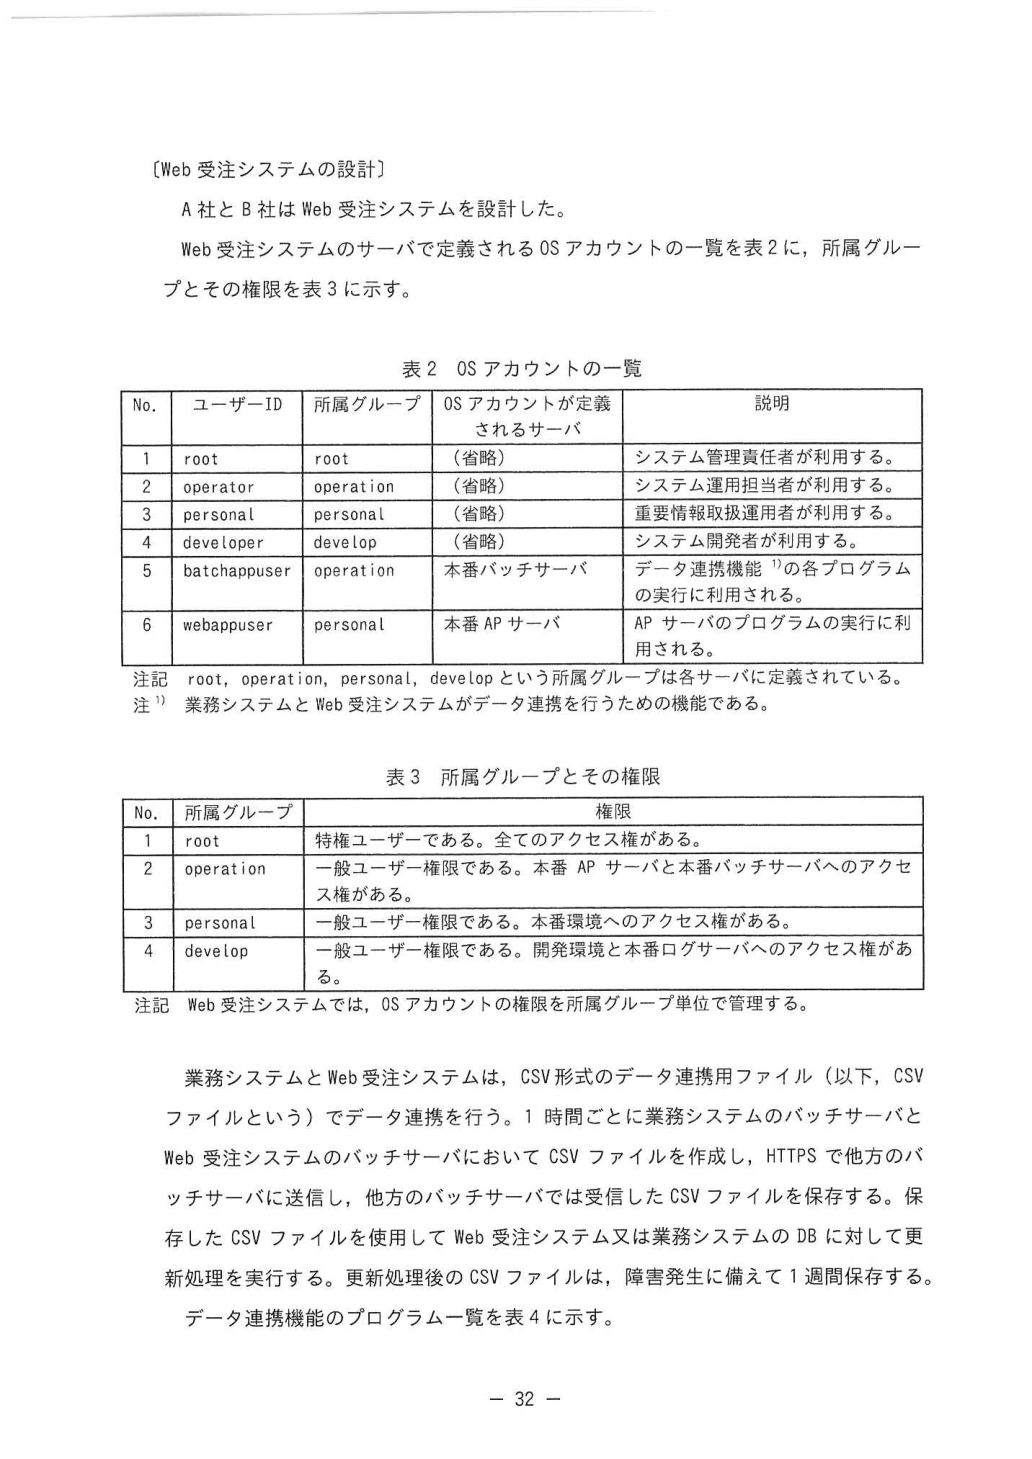 〔Web 受注システムの設計〕
A 社と B 社は Web 受注システムを設計した。
Web 受注システムのサーバで定義される OS アカウントの一覧を表 2 に，所属グルー
プとその権限を表 3 に示す。
表 2　OS アカウントの一覧
No. ユーザーID 所属グループ OS アカウントが定義
されるサーバ 説明
1 root root （省略） システム管理責任者が利用する。
2 operator operation （省略） システム運用担当者が利用する。
3 personal personal （省略） 重要情報取扱運用者が利用する。
4 developer develop （省略） システム開発者が利用する。
5 batchappuser operation 本番バッチサーバ データ連携機能 1)の各プログラム
の実行に利用される。
6 webappuser personal 本番 AP サーバ AP サーバのプログラムの実行に利
用される。
注記　root，operation，personal，develop という所属グループは各サーバに定義されている。
注 1)　業務システムと Web 受注システムがデータ連携を行うための機能である。
表 3　所属グループとその権限
No. 所属グループ 権限
1 root 特権ユーザーである。全てのアクセス権がある。
2 operation 一般ユーザー権限である。本番 AP サーバと本番バッチサーバへのアクセ
ス権がある。
3 personal 一般ユーザー権限である。本番環境へのアクセス権がある。
4 develop 一般ユーザー権限である。開発環境と本番ログサーバへのアクセス権があ
る。
注記　Web 受注システムでは，OS アカウントの権限を所属グループ単位で管理する。
業務システムと Web 受注システムは，CSV 形式のデータ連携用ファイル（以下，CSV
ファイルという）でデータ連携を行う。1 時間ごとに業務システムのバッチサーバと
Web 受注システムのバッチサーバにおいて CSV ファイルを作成し，HTTPS で他方のバ
ッチサーバに送信し，他方のバッチサーバでは受信した CSV ファイルを保存する。保
存した CSV ファイルを使用して Web 受注システム又は業務システムの DB に対して更
新処理を実行する。更新処理後の CSV ファイルは，障害発生に備えて 1 週間保存する。
データ連携機能のプログラム一覧を表 4 に示す。
－ 32 －